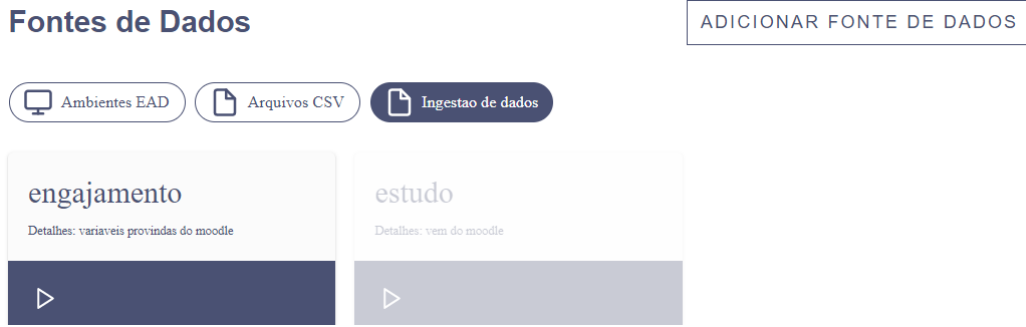 Fontes de Dados
ADICIONAR FONTE DE DADOS
Ambientes EAD
Arquivos CSV
Ingestao de dados
engajamento
Detalhes: variaveis provindas do moodle
estudo
Detalhes: vem do moodle